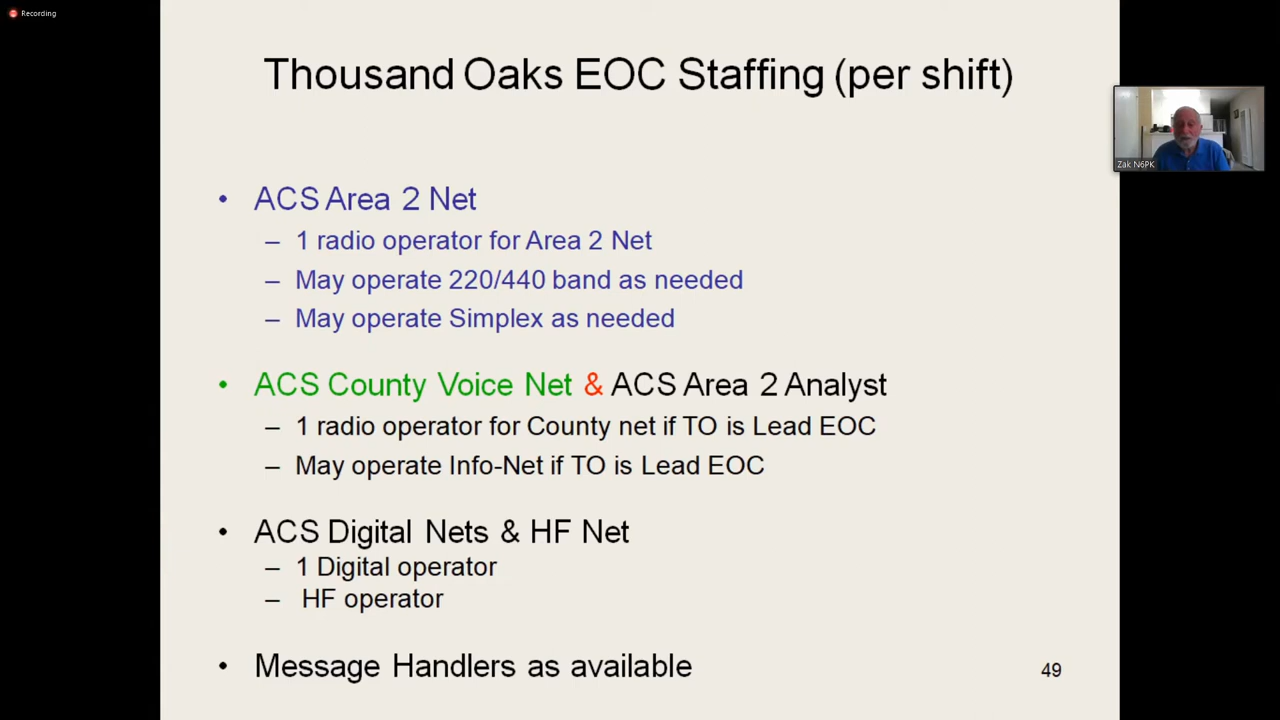 Recording
Thousand Oaks EOC Staffing (per shift)
Zak N6PK
• ACS Area 2 Net
– 1 radio operator for Area 2 Net
– May operate 220/440 band as needed
– May operate Simplex as needed
• ACS County Voice Net & ACS Area 2 Analyst
– 1 radio operator for County net if TO is Lead EOC
– May operate Info-Net if TO is Lead EOC
• ACS Digital Nets & HF Net
– 1 Digital operator
– HF operator
• Message Handlers as available
49